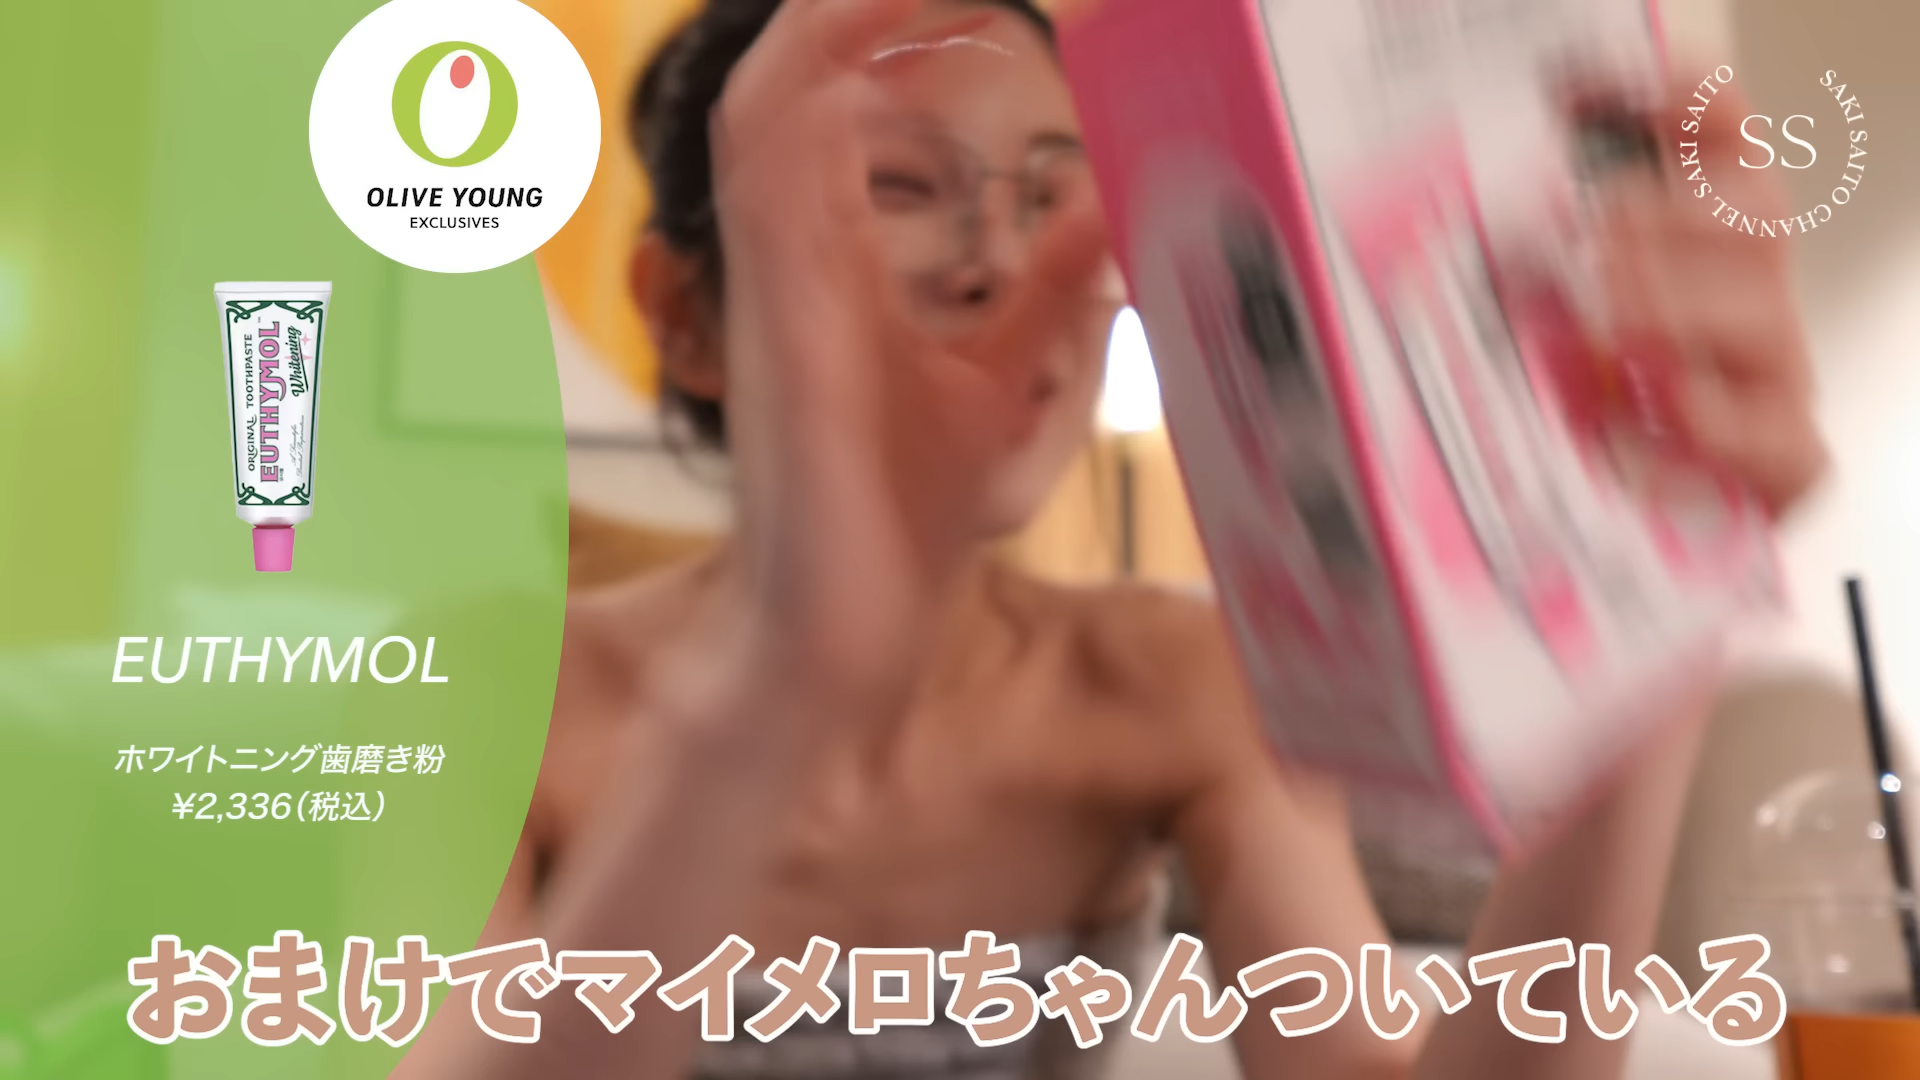 OLIVE YOUNG
EXCLUSIVES
ORIGINAL TOOTHPASTE
EUTHYMOL
Whitening
EUTHYMOL
ホワイトニング歯磨き粉
¥2,336(税込)
SAKI SAITO CHANNEL SAKI SAITO
SS
おまけでマイメロちゃんついている